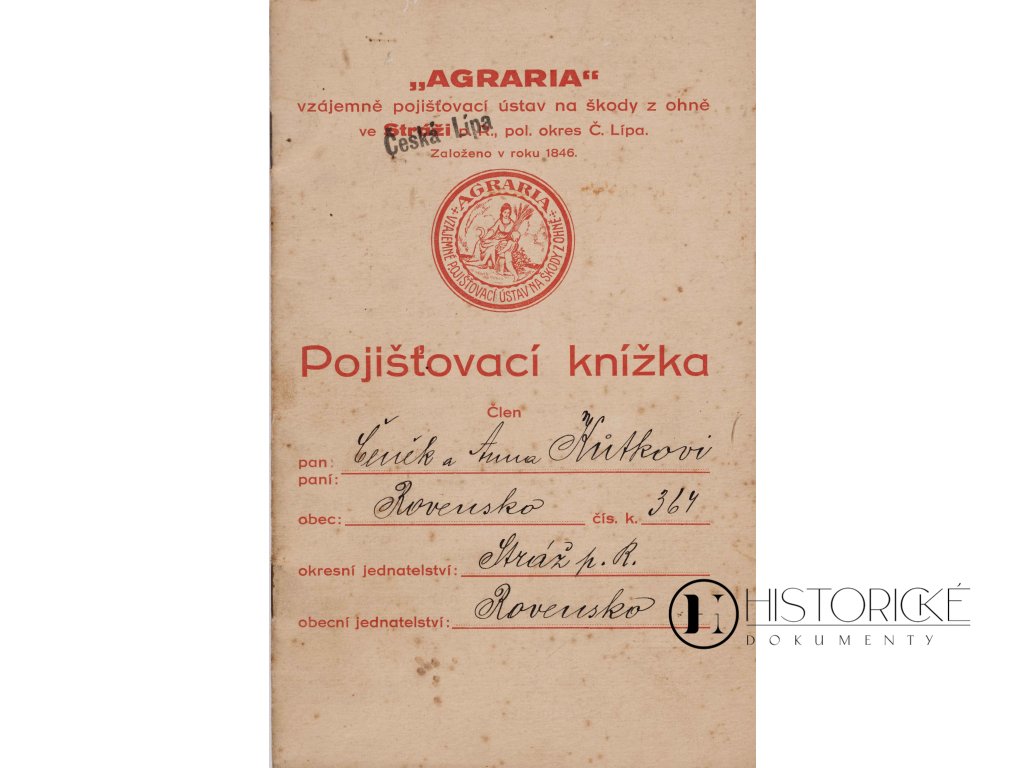 „AGRARIA“
vzájemně pojišťovací ústav na škody z ohně
ve Stráži p. R., pol. okres Č. Lípa.
Česká Lípa
Založeno v roku 1846.
AGRARIA
VZÁJEMNĚ POJIŠŤOVACÍ ÚSTAV NA ŠKODY Z OHNĚ
Pojišťovací knížka
Člen
pan: Čeněk a Anna Kůtkovi
paní:
obec: Rovensko čís. k. 364
okresní jednatelství: Stráž p. R.
obecní jednatelství: Rovensko
HISTORICKÉ
DOKUMENTY